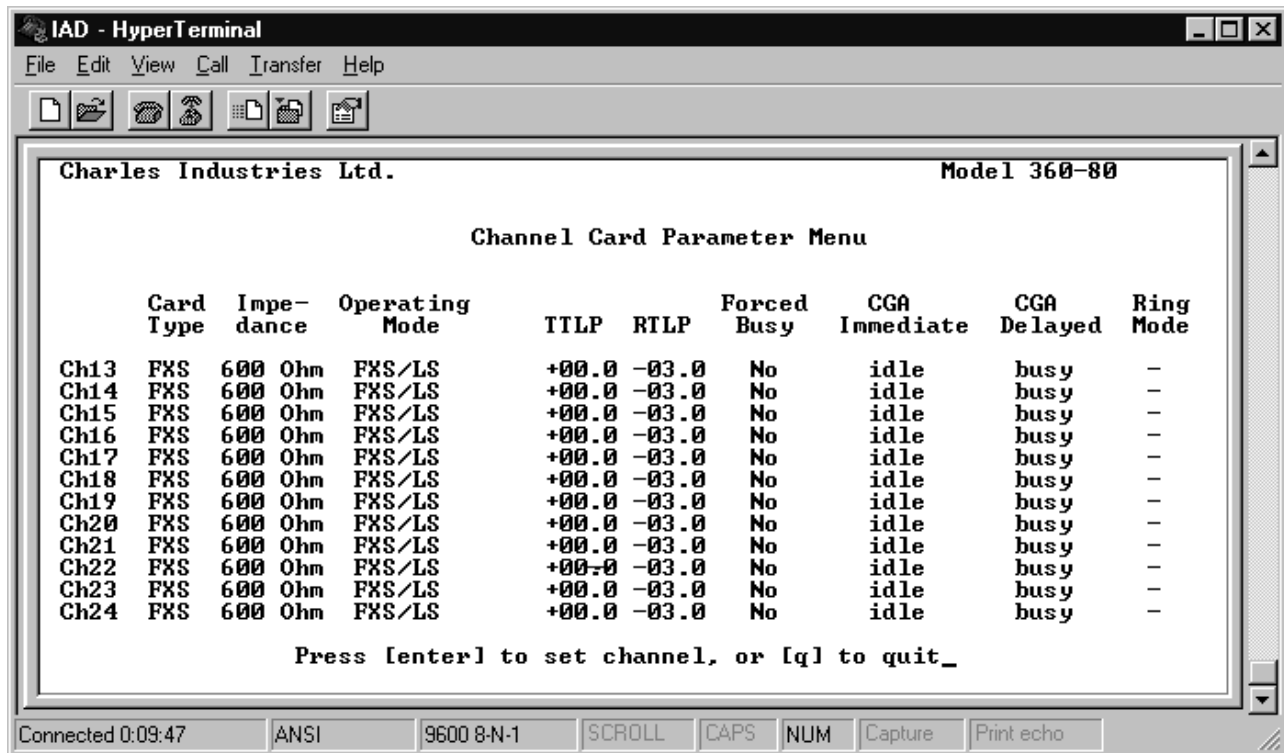 IAD - HyperTerminal
File Edit View Call Transfer Help
Charles Industries Ltd. Model 360-80
Channel Card Parameter Menu
Card Impe- Operating Forced CGA CGA Ring
Type dance Mode TTLP RTLP Busy Immediate Delayed Mode
Ch13 FXS 600 Ohm FXS/LS +00.0 -03.0 No idle busy -
Ch14 FXS 600 Ohm FXS/LS +00.0 -03.0 No idle busy -
Ch15 FXS 600 Ohm FXS/LS +00.0 -03.0 No idle busy -
Ch16 FXS 600 Ohm FXS/LS +00.0 -03.0 No idle busy -
Ch17 FXS 600 Ohm FXS/LS +00.0 -03.0 No idle busy -
Ch18 FXS 600 Ohm FXS/LS +00.0 -03.0 No idle busy -
Ch19 FXS 600 Ohm FXS/LS +00.0 -03.0 No idle busy -
Ch20 FXS 600 Ohm FXS/LS +00.0 -03.0 No idle busy -
Ch21 FXS 600 Ohm FXS/LS +00.0 -03.0 No idle busy -
Ch22 FXS 600 Ohm FXS/LS +00.0 -03.0 No idle busy -
Ch23 FXS 600 Ohm FXS/LS +00.0 -03.0 No idle busy -
Ch24 FXS 600 Ohm FXS/LS +00.0 -03.0 No idle busy -
Press [enter] to set channel, or [q] to quit_
Connected 0:09:47 ANSI 9600 8-N-1 SCROLL CAPS NUM Capture Print echo